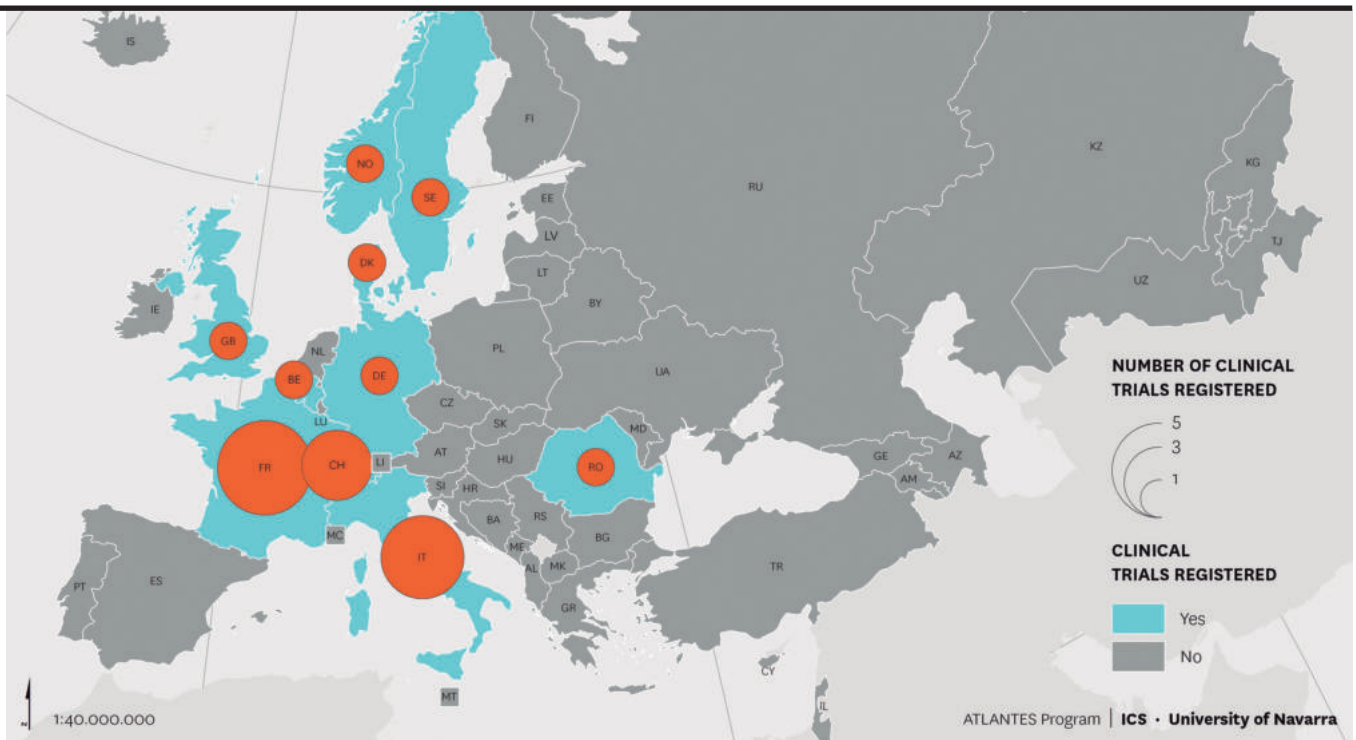 IS
FI
NO
SE
RU
KZ
KG
EE
LV
DK
LT
TJ
UZ
BY
IE
GB
NL
PL
BE
DE
UA
CZ
LU
SK
MD
FR
CH
LI
AT
HU
RO
GE
AZ
AM
SI
HR
BA
RS
MC
ME
BG
IT
AL
MK
TR
PT
ES
GR
CY
MT
IL
NUMBER OF CLINICAL
TRIALS REGISTERED
5
3
1
CLINICAL
TRIALS REGISTERED
Yes
No
N
1:40.000.000
ATLANTES Program | ICS · University of Navarra